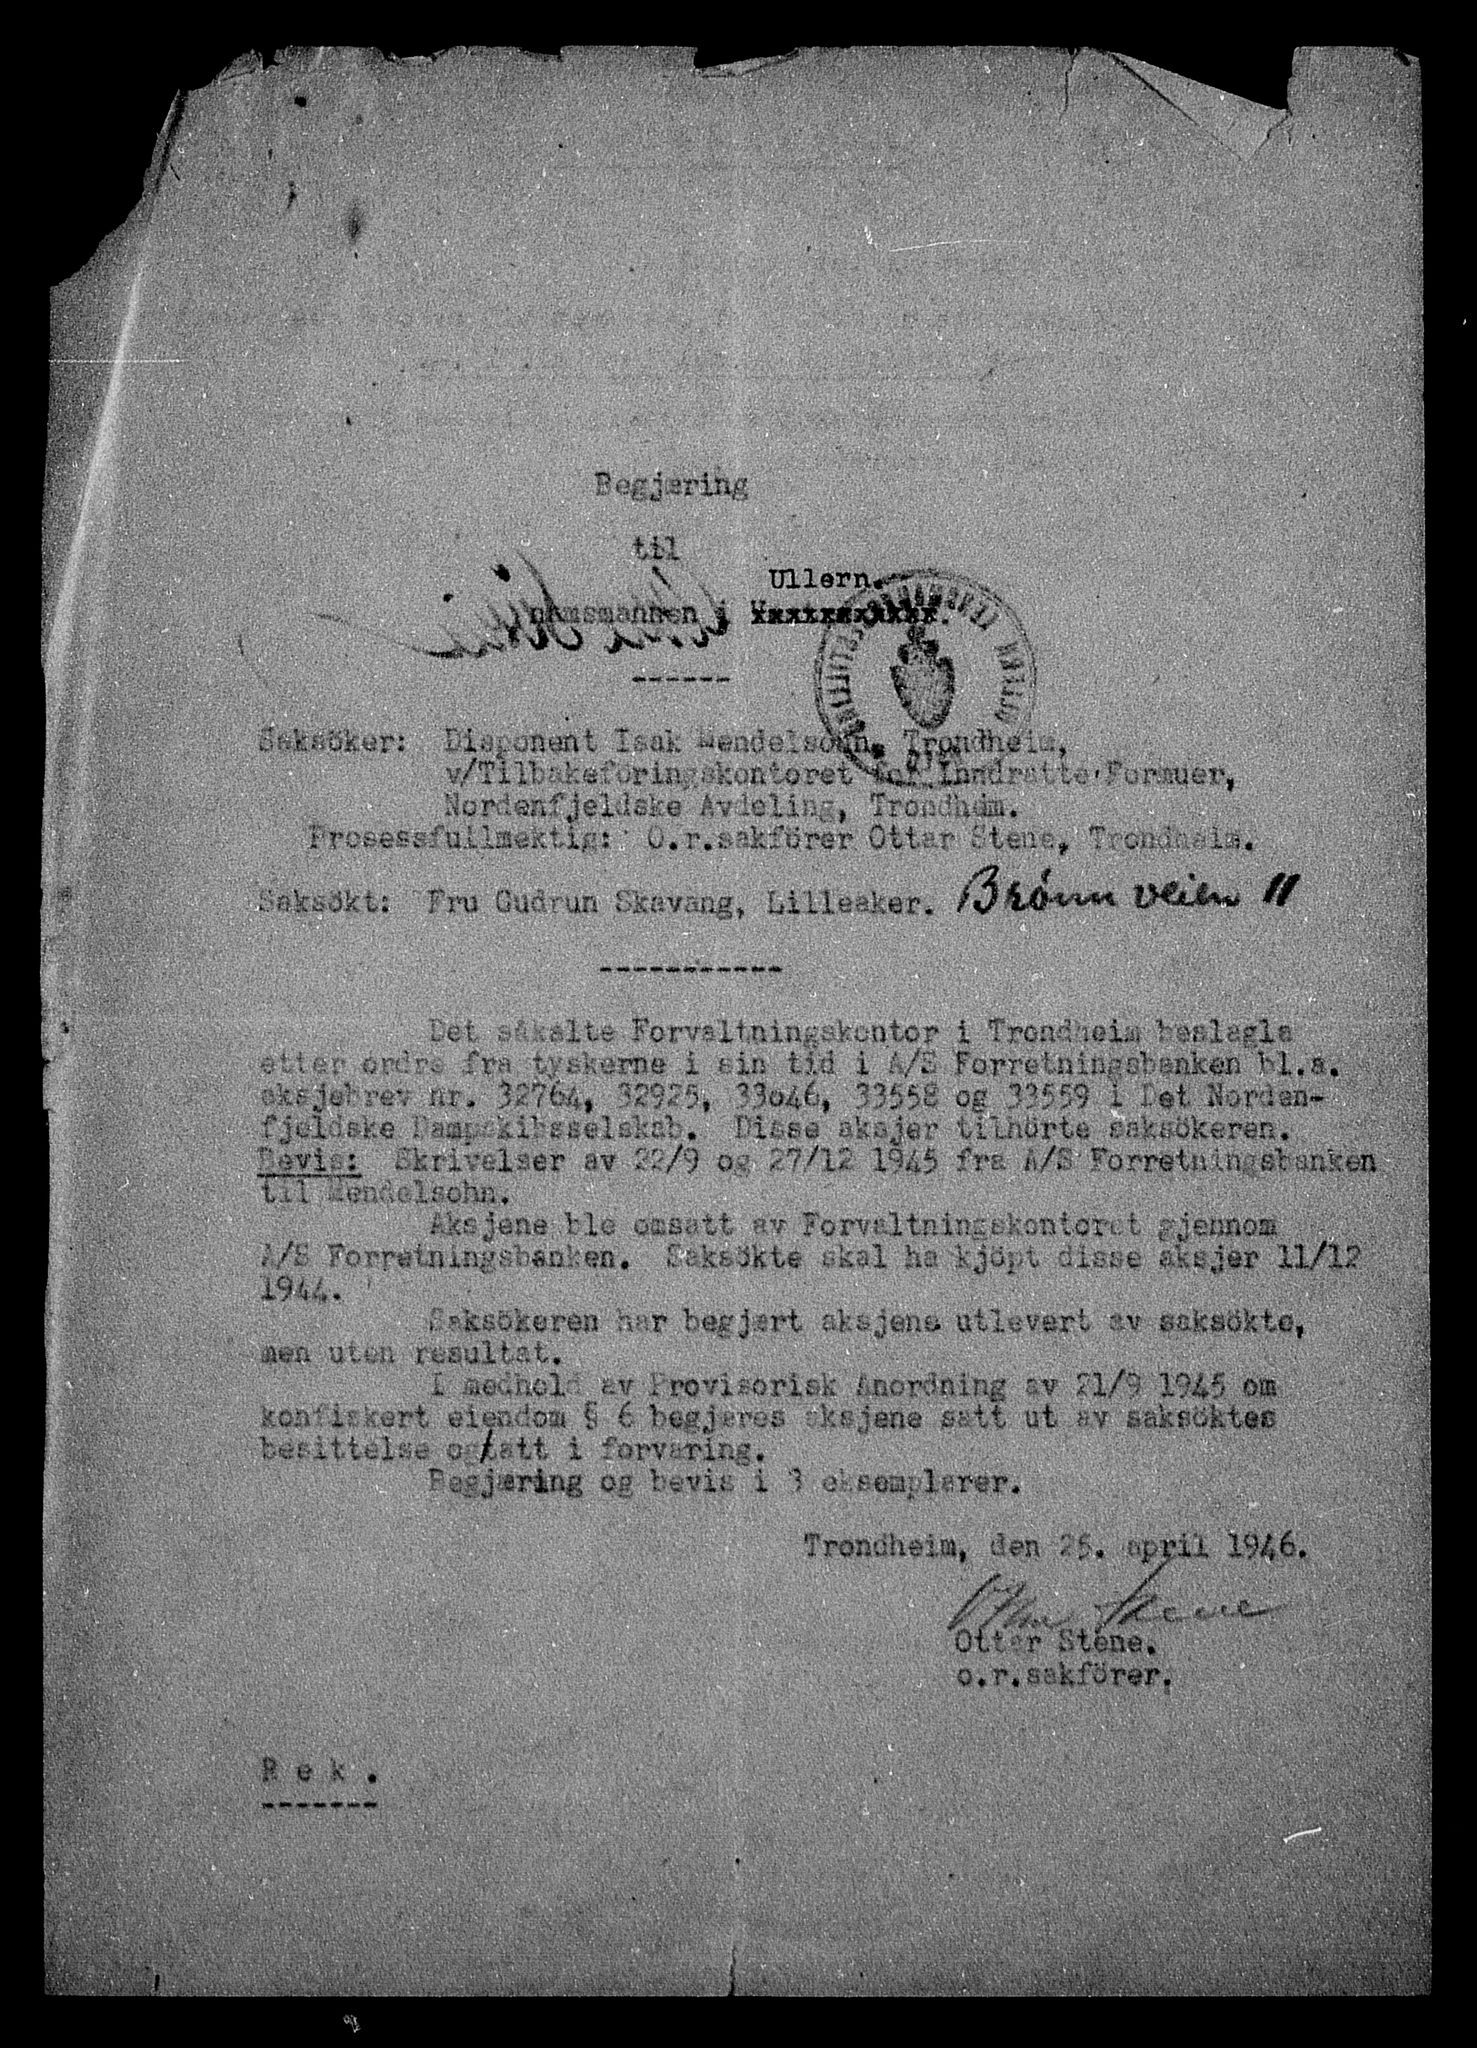 Begjæring
til
Ullern.
namsmannen i
Saksöker: Disponent Isak Mendelsohn, Trondheim,
v/Tilbakeföringskontoret for Inndratte Formuer,
Nordenfjeldske Avdeling, Trondheim.
Prosessfullmektig: O.r.sakförer Ottar Stene, Trondheim.
Saksökt: Fru Gudrun Skavang, Lilleaker. Brönnveien 11
Det såkalte Forvaltningskontor i Trondheim beslagla
etter ordre fra tyskerne i sin tid i A/S Forretningsbanken bl.a.
aksjebrev nr. 32764, 32925, 33046, 33558 og 33559 i Det Norden-
fjeldske Dampskibsselskab. Disse aksjer tilhörte saksökeren.
Bevis: Skrivelser av 22/9 og 27/12 1945 fra A/S Forretningsbanken
til Mendelsohn.
Aksjene ble omsatt av Forvaltningskontoret gjennom
A/S Forretningsbanken. Saksökte skal ha kjöpt disse aksjer 11/12
1944.
Saksökeren har begjært aksjene utlevert av saksökte,
men uten resultat.
I medhold av Provisorisk Anordning av 21/9 1945 om
konfiskert eiendom § 6 begjæres aksjene satt ut av saksöktes
besittelse og/tatt i forvaring.
Begjæring og bevis i 3 eksemplarer.
Trondheim, den 25. april 1946.
Ottar Stene
Ottar Stene.
o.r.sakförer.
Rek.